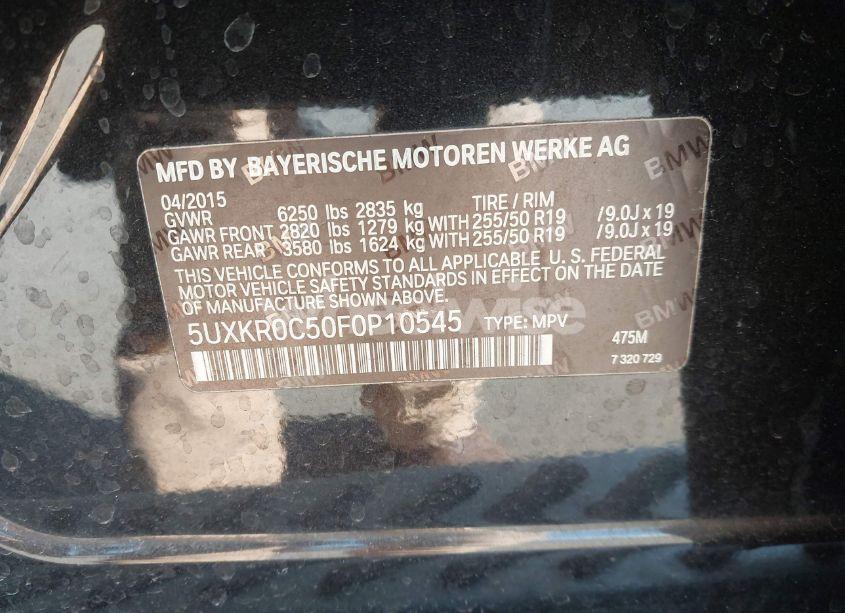 MFD BY BAYERISCHE MOTOREN WERKE AG
04/2015 TIRE / RIM
GVWR 6250 lbs 2835 kg
GAWR FRONT 2820 lbs 1279 kg WITH 255/50 R19 /9.0J x 19
GAWR REAR 3580 lbs 1624 kg WITH 255/50 R19 /9.0J x 19
THIS VEHICLE CONFORMS TO ALL APPLICABLE U.S. FEDERAL
MOTOR VEHICLE SAFETY STANDARDS IN EFFECT ON THE DATE
OF MANUFACTURE SHOWN ABOVE.
5UXKR0C50F0P10545 TYPE: MPV 475M
7 320 729
BMW
BMW
BMW